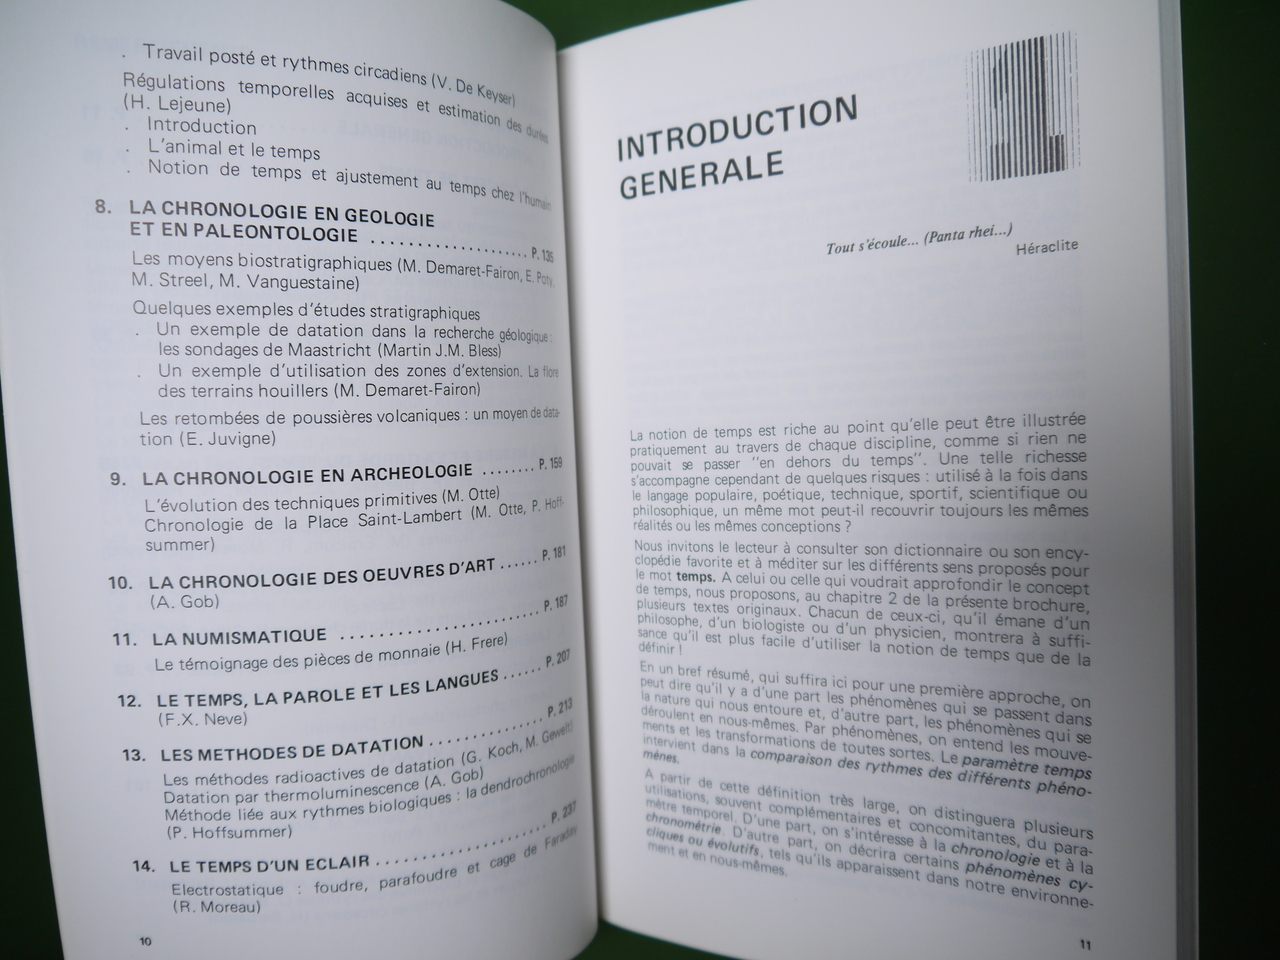 . Travail posté et rythmes circadiens (V. De Keyser)
Régulations temporelles acquises et estimation des durées
(H. Lejeune)
. Introduction
. L'animal et le temps
. Notion de temps et ajustement au temps chez l'humain
8. LA CHRONOLOGIE EN GEOLOGIE
ET EN PALEONTOLOGIE .................... P. 135
Les moyens biostratigraphiques (M. Demaret-Fairon, E. Poty,
M. Streel, M. Vanguestaine)
Quelques exemples d'études stratigraphiques
. Un exemple de datation dans la recherche géologique :
les sondages de Maastricht (Martin J.M. Bless)
. Un exemple d'utilisation des zones d'extension. La flore
des terrains houillers (M. Demaret-Fairon)
Les retombées de poussières volcaniques : un moyen de data-
tion (E. Juvigne)
9. LA CHRONOLOGIE EN ARCHEOLOGIE ........ P. 159
L'évolution des techniques primitives (M. Otte)
Chronologie de la Place Saint-Lambert (M. Otte, P. Hoff-
summer)
10. LA CHRONOLOGIE DES OEUVRES D'ART ...... P. 181
(A. Gob)
11. LA NUMISMATIQUE ........................ P. 187
Le témoignage des pièces de monnaie (H. Frere)
12. LE TEMPS, LA PAROLE ET LES LANGUES ...... P. 207
(F.X. Neve)
13. LES METHODES DE DATATION ............... P. 213
Les méthodes radioactives de datation (G. Koch, M. Gewelt)
Datation par thermoluminescence (A. Gob)
Méthode liée aux rythmes biologiques : la dendrochronologie
(P. Hoffsummer)
14. LE TEMPS D'UN ECLAIR ..................... P. 237
Electrostatique : foudre, parafoudre et cage de Faraday
(R. Moreau)
10
INTRODUCTION
GENERALE
1
Tout s'écoule... (Panta rhei...)
Héraclite
La notion de temps est riche au point qu'elle peut être illustrée
pratiquement au travers de chaque discipline, comme si rien ne
pouvait se passer "en dehors du temps". Une telle richesse
s'accompagne cependant de quelques risques : utilisé à la fois dans
le langage populaire, poétique, technique, sportif, scientifique ou
philosophique, un même mot peut-il recouvrir toujours les mêmes
réalités ou les mêmes conceptions ?
Nous invitons le lecteur à consulter son dictionnaire ou son ency-
clopédie favorite et à méditer sur les différents sens proposés pour
le mot temps. A celui ou celle qui voudrait approfondir le concept
de temps, nous proposons, au chapitre 2 de la présente brochure,
plusieurs textes originaux. Chacun de ceux-ci, qu'il émane d'un
philosophe, d'un biologiste ou d'un physicien, montrera à suffi-
sance qu'il est plus facile d'utiliser la notion de temps que de la
définir !
En un bref résumé, qui suffira ici pour une première approche, on
peut dire qu'il y a d'une part les phénomènes qui se passent dans
la nature qui nous entoure et, d'autre part, les phénomènes qui se
déroulent en nous-mêmes. Par phénomènes, on entend les mouve-
ments et les transformations de toutes sortes. Le paramètre temps
intervient dans la comparaison des rythmes des différents phéno-
mènes.
A partir de cette définition très large, on distinguera plusieurs
utilisations, souvent complémentaires et concomitantes, du para-
mètre temporel. D'une part, on s'intéresse à la chronologie et à la
chronométrie. D'autre part, on décrira certains phénomènes cy-
cliques ou évolutifs, tels qu'ils apparaissent dans notre environne-
ment et en nous-mêmes.
11